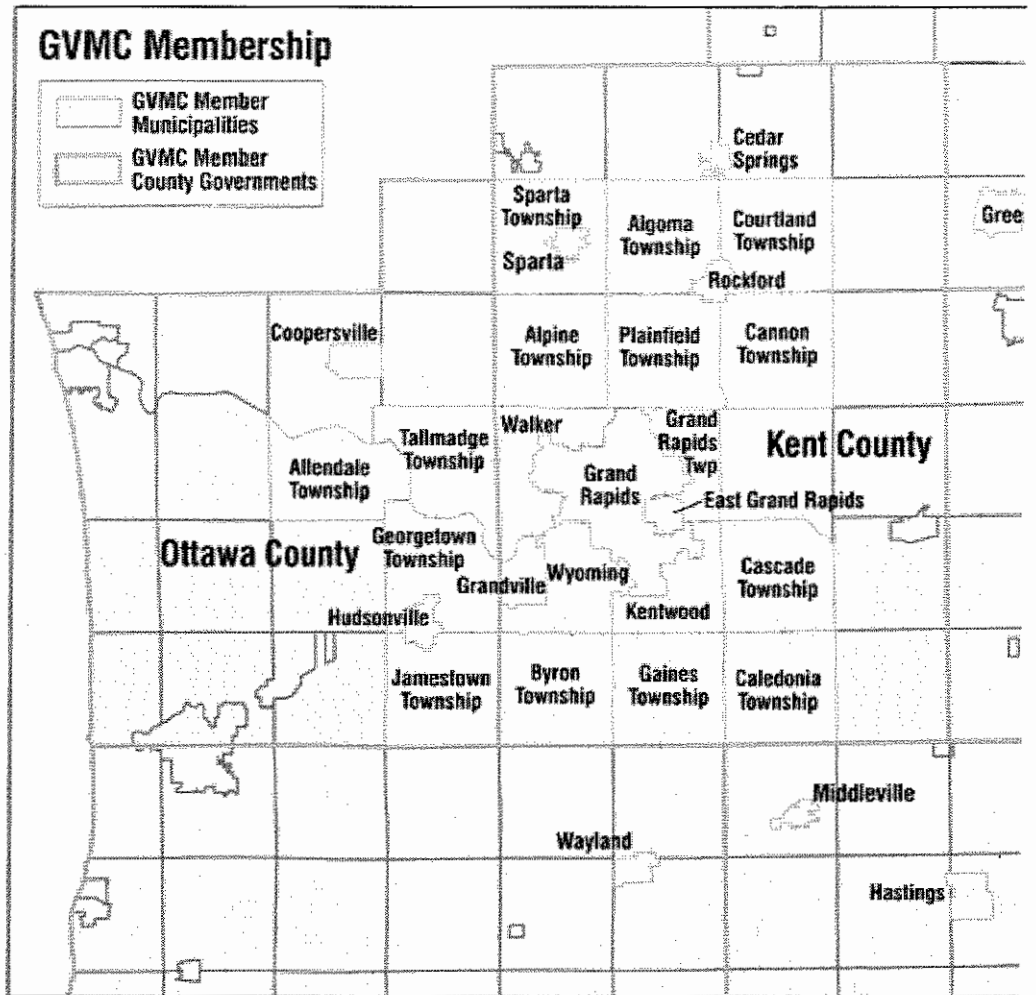 GVMC Membership
GVMC Member
Municipalities
GVMC Member
County Governments
Cedar
Springs
Sparta
Township
Algoma
Township
Courtland
Township
Gree
Sparta
Rockford
Coopersville
Alpine
Township
Plainfield
Township
Cannon
Township
Walker
Grand
Rapids
Twp
Tallmadge
Township
Kent County
Allendale
Township
Grand
Rapids
East Grand Rapids
Georgetown
Township
Ottawa County
Grandville
Wyoming
Cascade
Township
Hudsonville
Kentwood
Jamestown
Township
Byron
Township
Gaines
Township
Caledonia
Township
Middleville
Wayland
Hastings